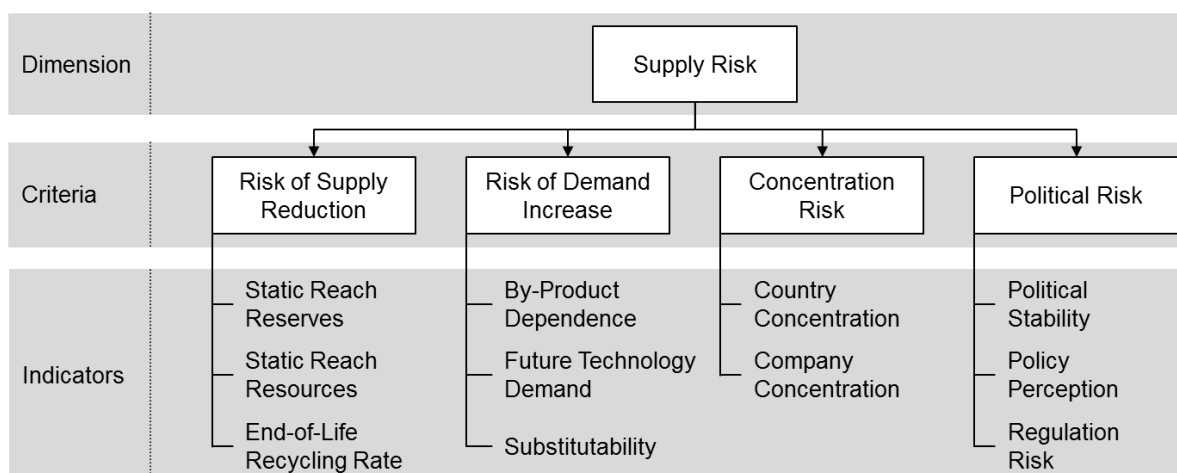 Dimension
Supply Risk
Criteria
Risk of Supply
Reduction
Risk of Demand
Increase
Concentration
Risk
Political Risk
Indicators
Static Reach
Reserves
Static Reach
Resources
End-of-Life
Recycling Rate
By-Product
Dependence
Future Technology
Demand
Substitutability
Country
Concentration
Company
Concentration
Political
Stability
Policy
Perception
Regulation
Risk